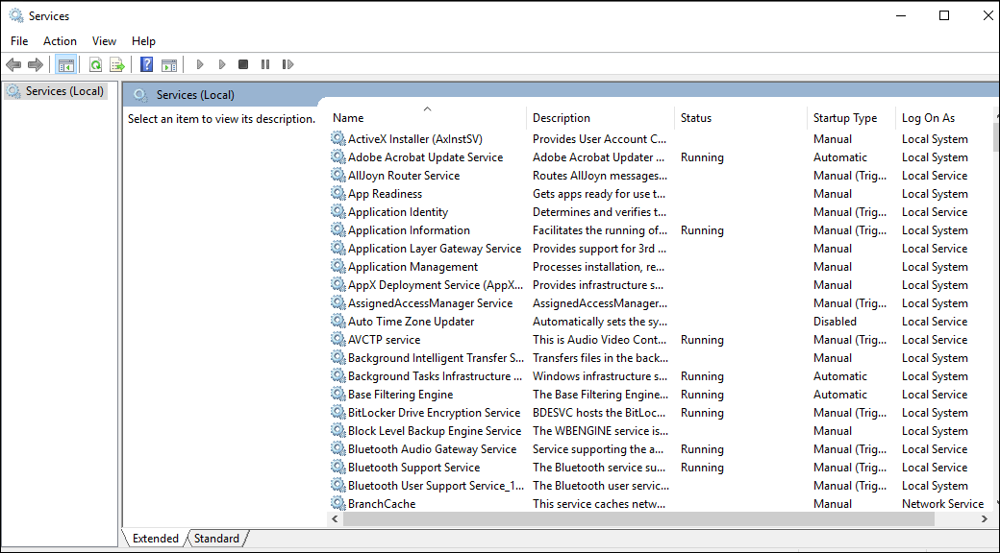 Services
File Action View Help
Services (Local)
Services (Local)
Select an item to view its description.
Name Description Status Startup Type Log On As
ActiveX Installer (AxInstSV) Provides User Account C... Manual Local System
Adobe Acrobat Update Service Adobe Acrobat Updater ... Running Automatic Local System
AllJoyn Router Service Routes AllJoyn messages... Manual (Trig... Local Service
App Readiness Gets apps ready for use t... Manual Local System
Application Identity Determines and verifies t... Manual (Trig... Local Service
Application Information Facilitates the running of... Running Manual (Trig... Local System
Application Layer Gateway Service Provides support for 3rd ... Manual Local Service
Application Management Processes installation, re... Manual Local System
AppX Deployment Service (AppX... Provides infrastructure s... Manual Local System
AssignedAccessManager Service AssignedAccessManager... Manual (Trig... Local System
Auto Time Zone Updater Automatically sets the sy... Disabled Local Service
AVCTP service This is Audio Video Cont... Running Manual (Trig... Local Service
Background Intelligent Transfer S... Transfers files in the back... Manual Local System
Background Tasks Infrastructure ... Windows infrastructure s... Running Automatic Local System
Base Filtering Engine The Base Filtering Engine... Running Automatic Local Service
BitLocker Drive Encryption Service BDESVC hosts the BitLoc... Running Manual (Trig... Local System
Block Level Backup Engine Service The WBENGINE service is... Manual Local System
Bluetooth Audio Gateway Service Service supporting the a... Running Manual (Trig... Local Service
Bluetooth Support Service The Bluetooth service su... Running Manual (Trig... Local Service
Bluetooth User Support Service_1... The Bluetooth user servic... Manual (Trig... Local System
BranchCache This service caches netw... Manual Network Service
Extended Standard